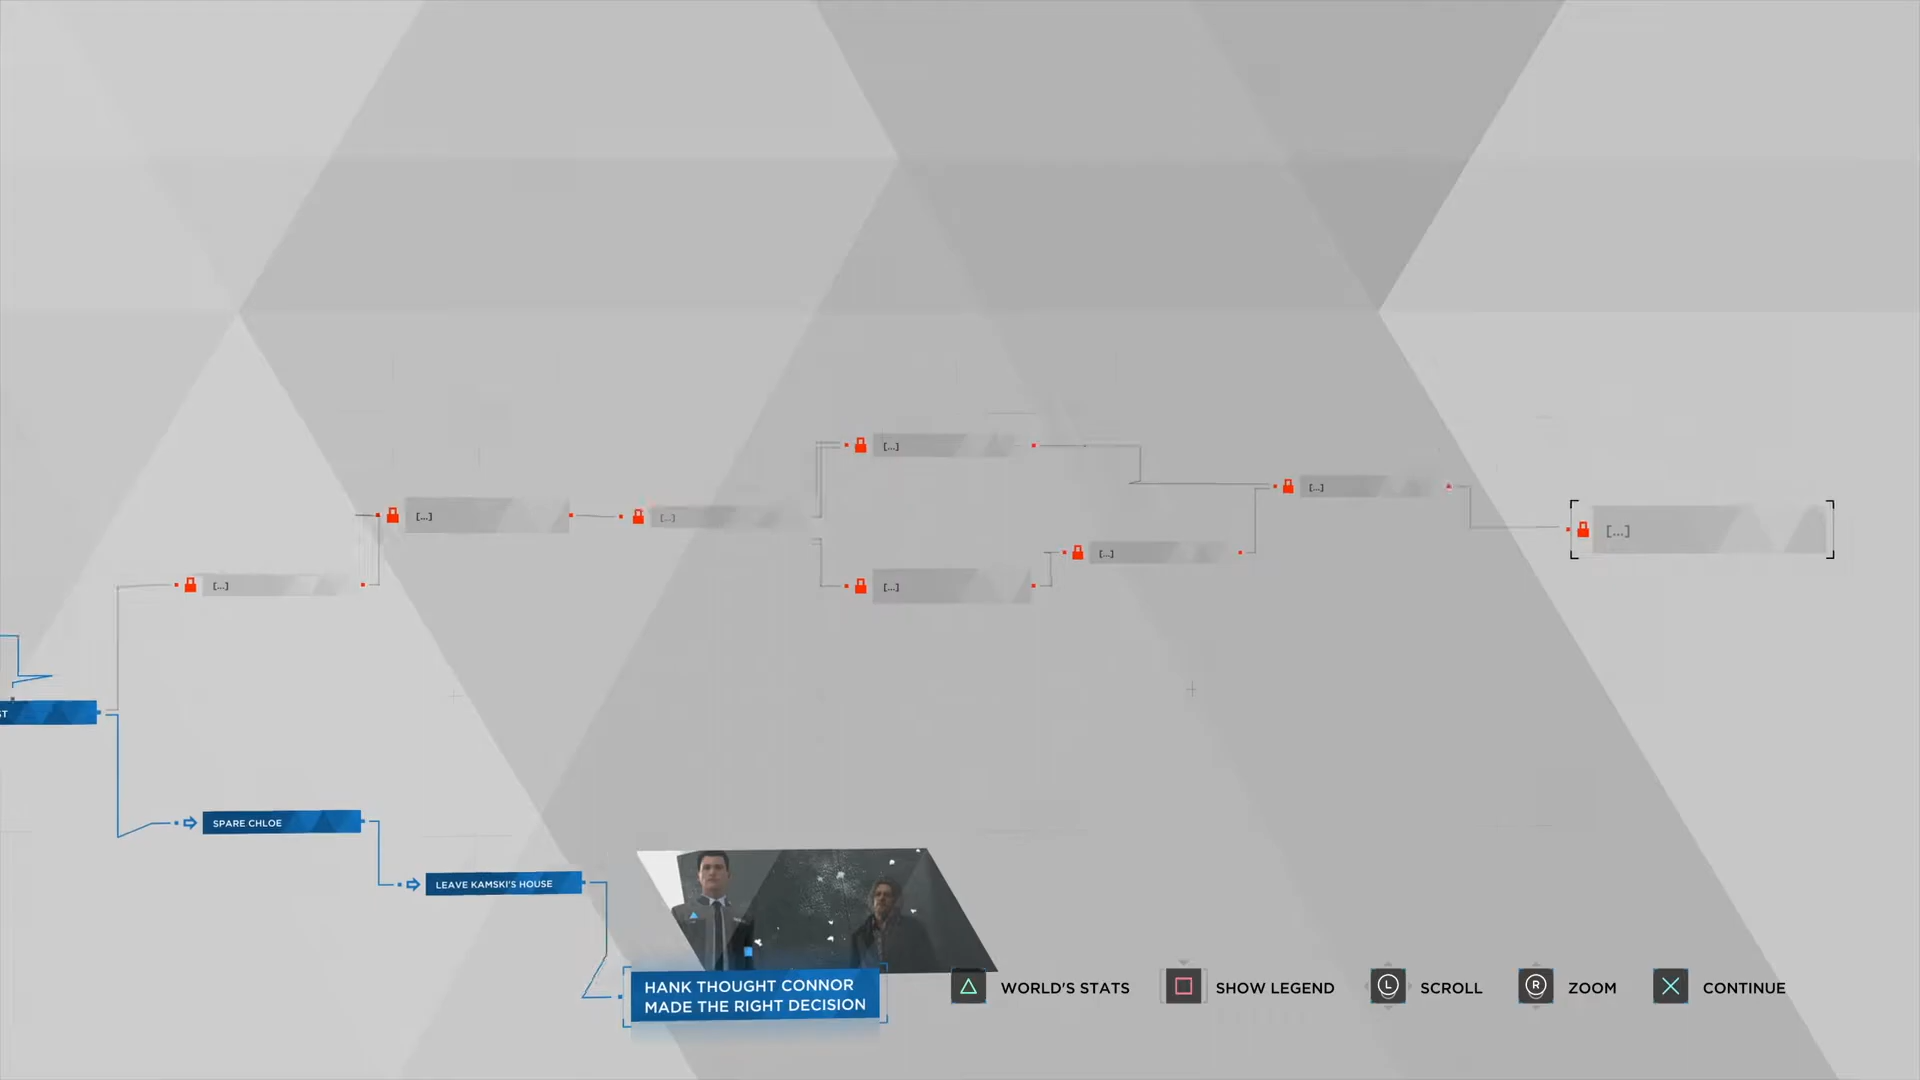 [...]
[...]
[...]
[...]
[...]
[...]
[...]
[...]
ST
SPARE CHLOE
LEAVE KAMSKI'S HOUSE
HANK THOUGHT CONNOR
MADE THE RIGHT DECISION
WORLD'S STATS
SHOW LEGEND
L
SCROLL
R
ZOOM
CONTINUE